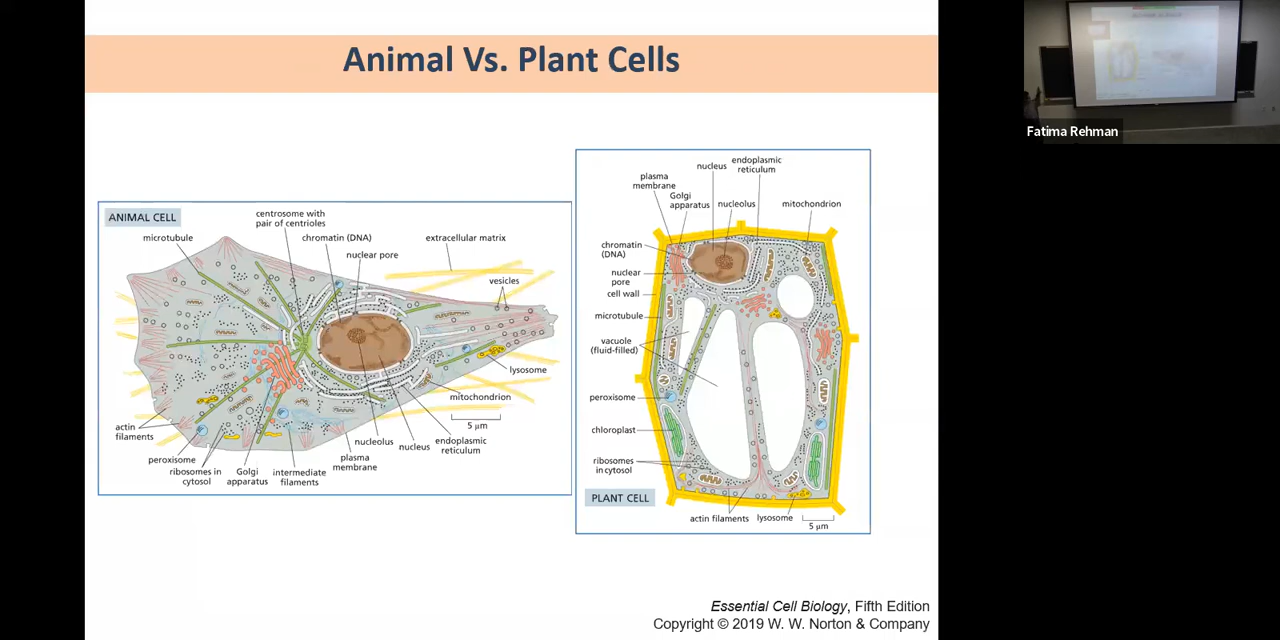 Animal Vs. Plant Cells
Fatima Rehman
ANIMAL CELL
centrosome with
pair of centrioles
microtubule
chromatin (DNA)
extracellular matrix
nuclear pore
vesicles
lysosome
mitochondrion
5 µm
actin
filaments
nucleolus
nucleus
endoplasmic
reticulum
peroxisome
plasma
membrane
ribosomes in
cytosol
Golgi
apparatus
intermediate
filaments
nucleus
endoplasmic
reticulum
plasma
membrane
Golgi
apparatus
nucleolus
mitochondrion
chromatin
(DNA)
nuclear
pore
cell wall
microtubule
vacuole
(fluid-filled)
peroxisome
chloroplast
ribosomes
in cytosol
PLANT CELL
actin filaments
lysosome
5 µm
Essential Cell Biology, Fifth Edition
Copyright © 2019 W. W. Norton & Company